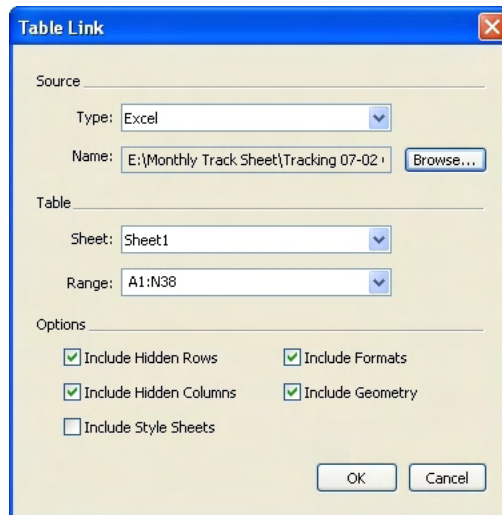 Table Link
Source
Type: Excel
Name: E:\Monthly Track Sheet\Tracking 07-02 Browse...
Table
Sheet: Sheet1
Range: A1:N38
Options
Include Hidden Rows Include Formats
Include Hidden Columns Include Geometry
Include Style Sheets
OK Cancel